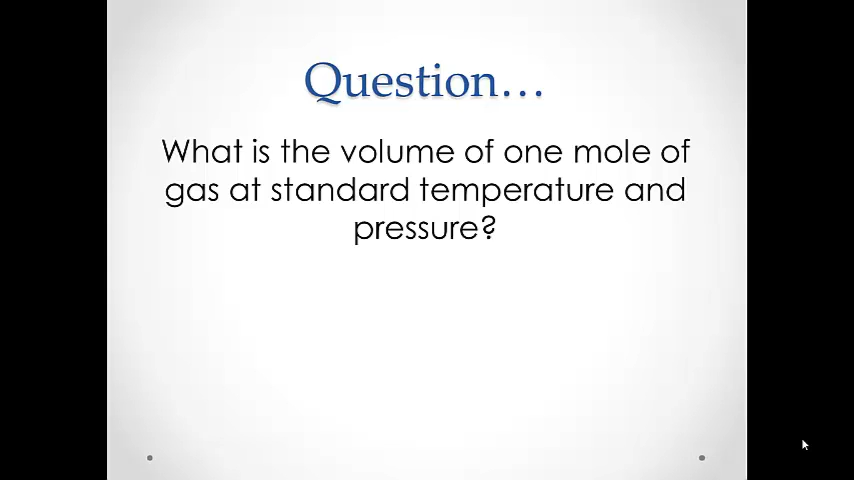 Question…
What is the volume of one mole of
gas at standard temperature and
pressure?